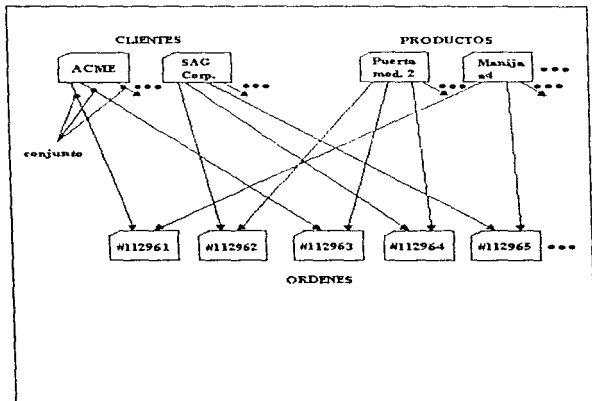 CLIENTES
PRODUCTOS
ACME
SAG
Corp.
Puerta
mod. 2
Manija
a4
conjunto
#112961
#112962
#112963
#112964
#112965
ORDENES